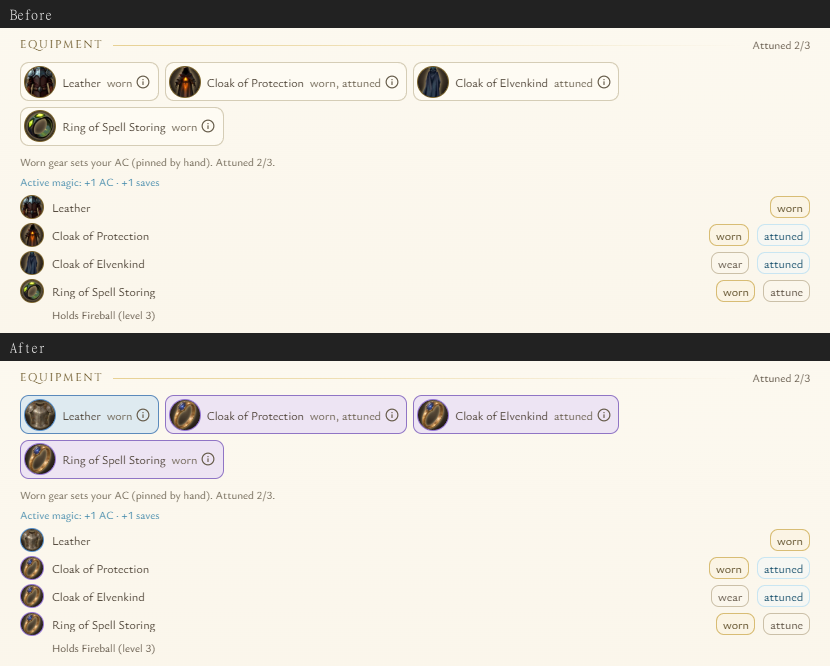 Before
EQUIPMENT Attuned 2/3
Leather worn Cloak of Protection worn, attuned Cloak of Elvenkind attuned
Ring of Spell Storing worn
Worn gear sets your AC (pinned by hand). Attuned 2/3.
Active magic: +1 AC · +1 saves
Leather worn
Cloak of Protection worn attuned
Cloak of Elvenkind wear attuned
Ring of Spell Storing worn attune
Holds Fireball (level 3)
After
EQUIPMENT Attuned 2/3
Leather worn Cloak of Protection worn, attuned Cloak of Elvenkind attuned
Ring of Spell Storing worn
Worn gear sets your AC (pinned by hand). Attuned 2/3.
Active magic: +1 AC · +1 saves
Leather worn
Cloak of Protection worn attuned
Cloak of Elvenkind wear attuned
Ring of Spell Storing worn attune
Holds Fireball (level 3)